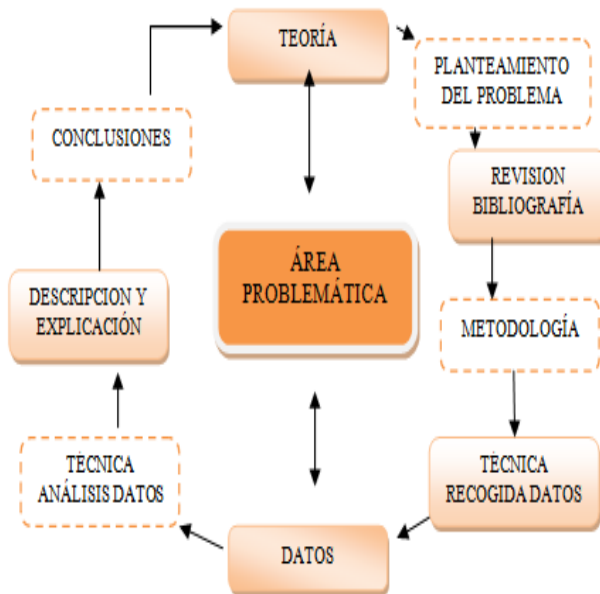 TEORÍA
PLANTEAMIENTO
DEL PROBLEMA
REVISION
BIBLIOGRAFÍA
METODOLOGÍA
TÉCNICA
RECOGIDA DATOS
DATOS
TÉCNICA
ANÁLISIS DATOS
DESCRIPCION Y
EXPLICACIÓN
CONCLUSIONES
ÁREA
PROBLEMÁTICA